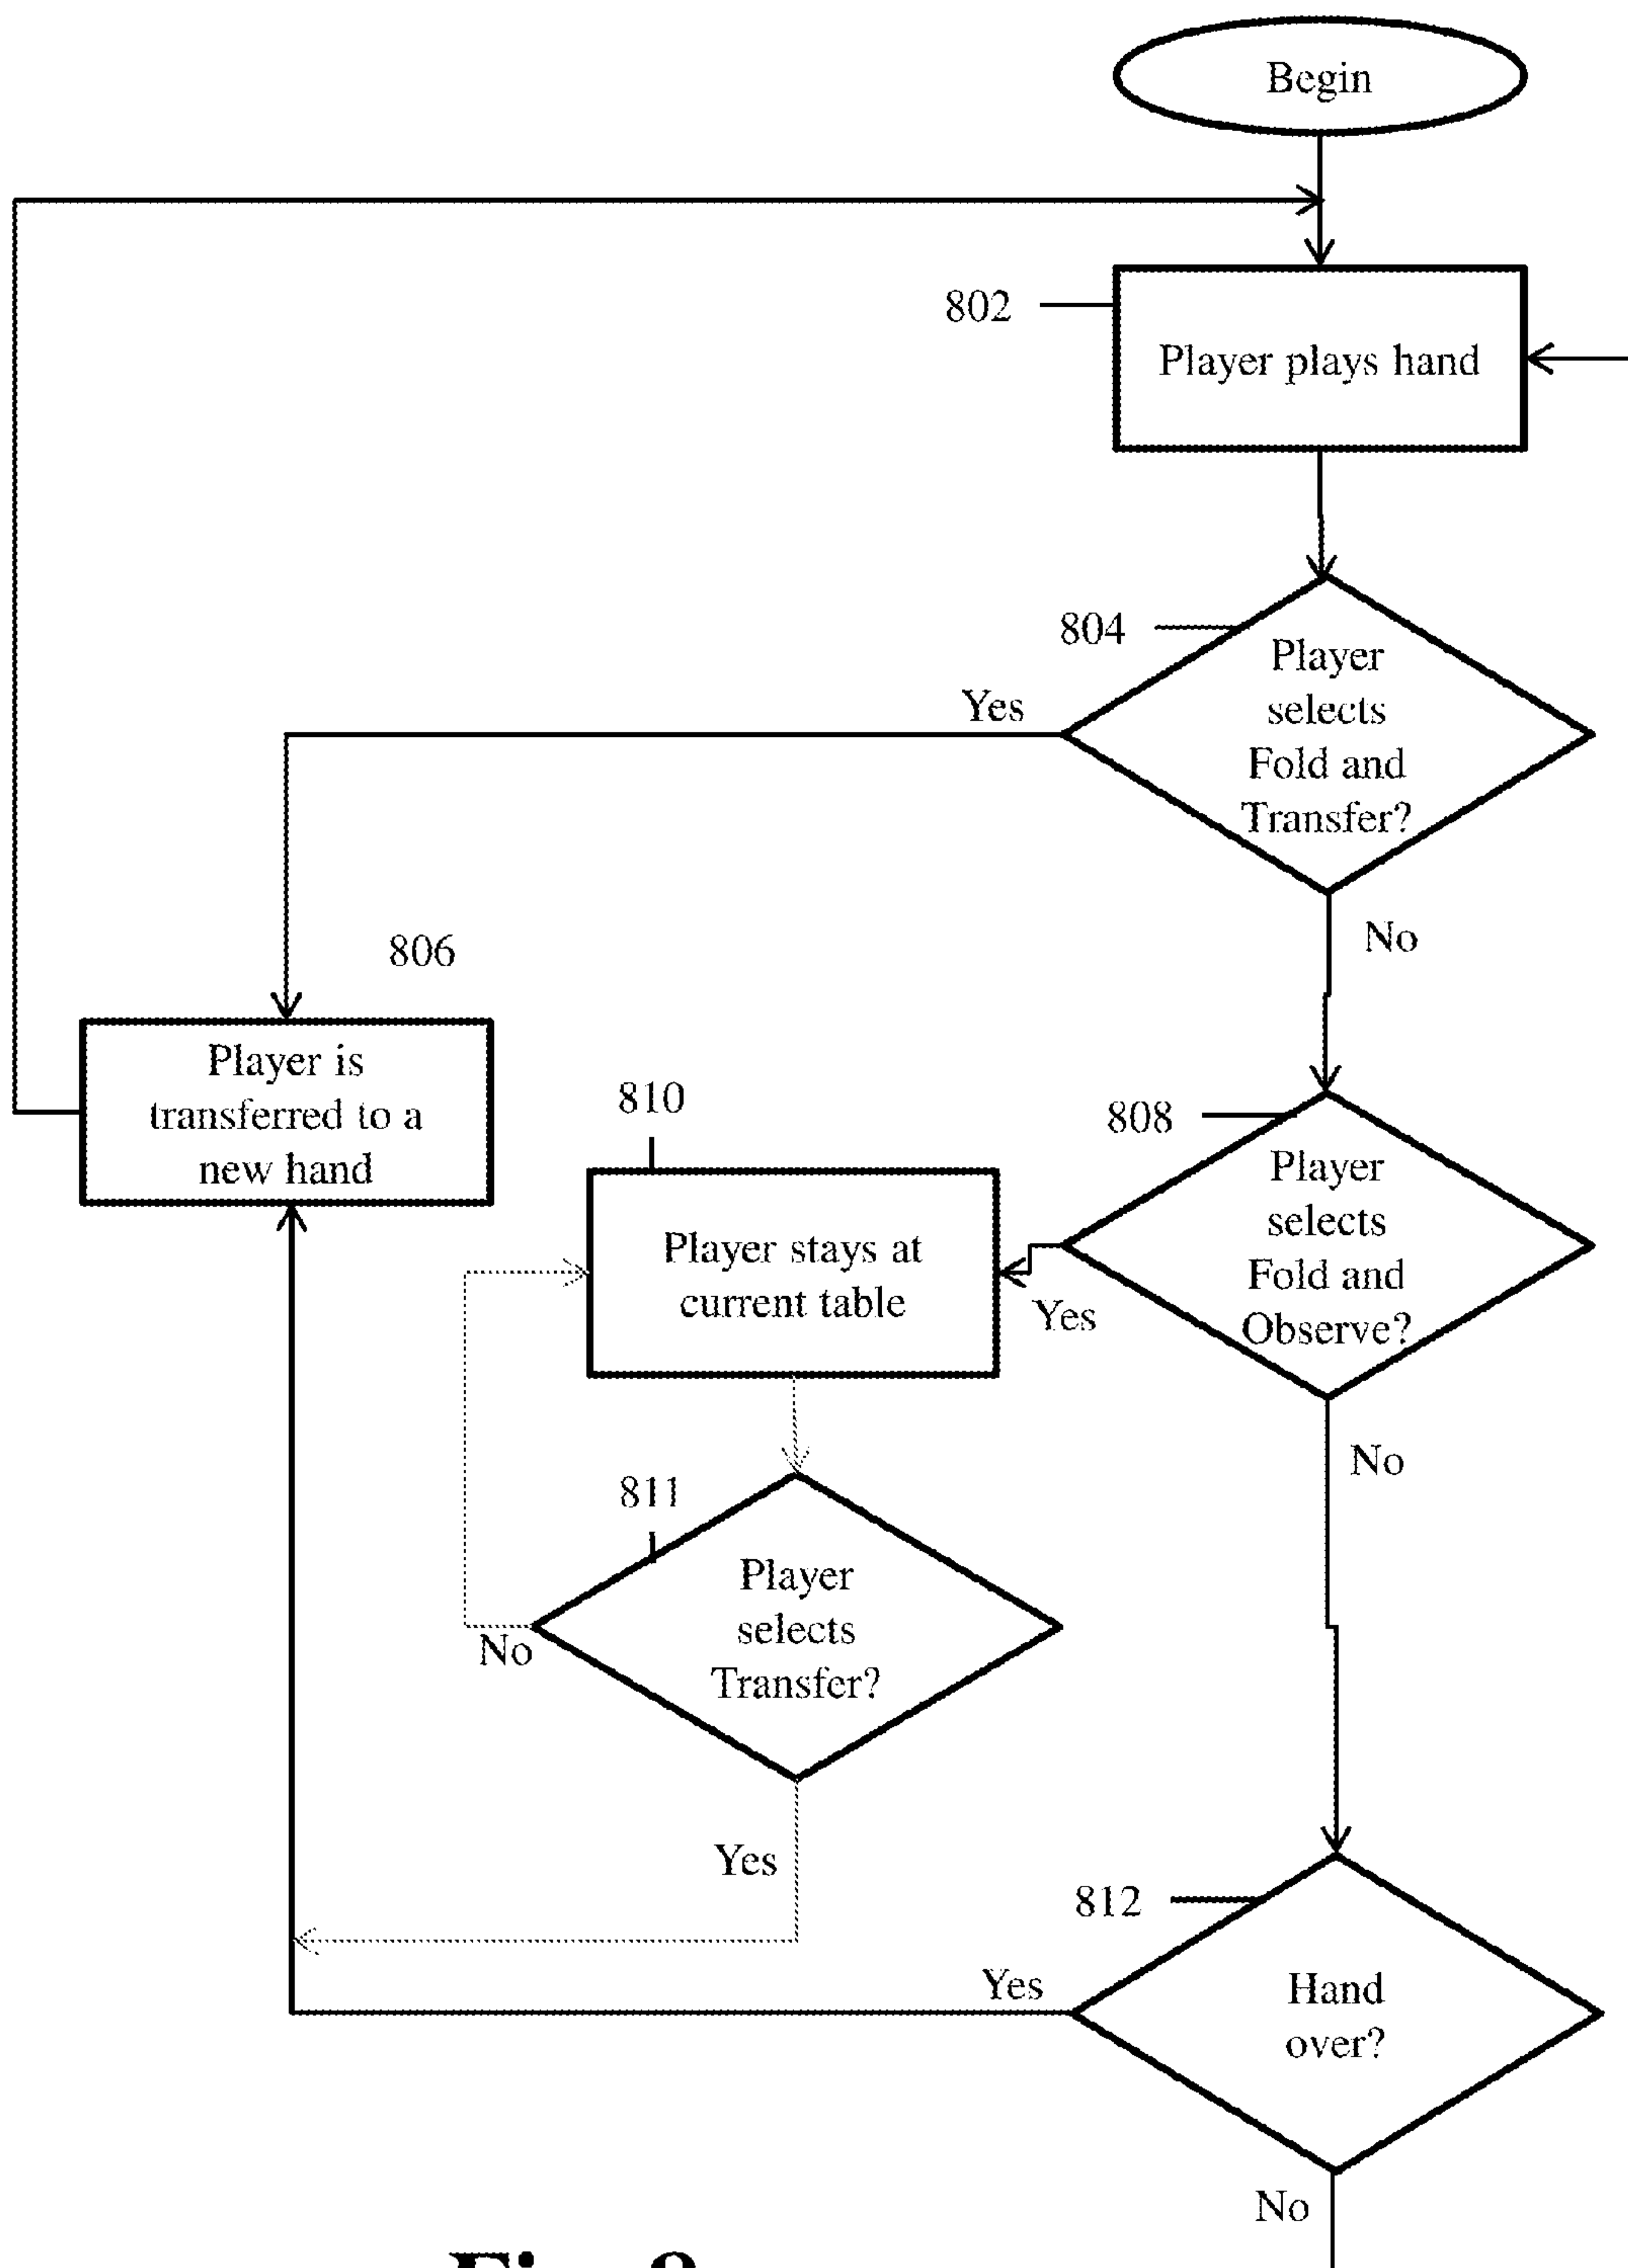 Begin
802
Player plays hand
804
Player
selects
Fold and
Transfer?
Yes
No
806
Player is
transferred to a
new hand
810
Player stays at
current table
808
Player
selects
Fold and
Observe?
Yes
No
811
Player
selects
Transfer?
No
Yes
812
Hand
over?
Yes
No